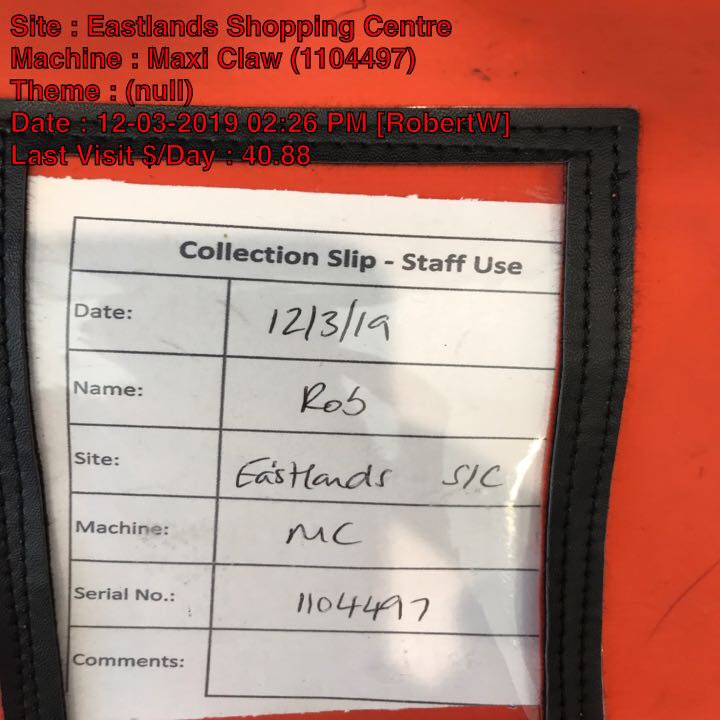 Site : Eastlands Shopping Centre
Machine : Maxi Claw (1104497)
Theme : (null)
Date : 12-03-2019 02:26 PM [RobertW]
Last Visit $/Day : 40.88
Collection Slip - Staff Use
Date: 12/3/19
Name: Rob
Site: Eastlands S/C
Machine: MC
Serial No.: 1104497
Comments: